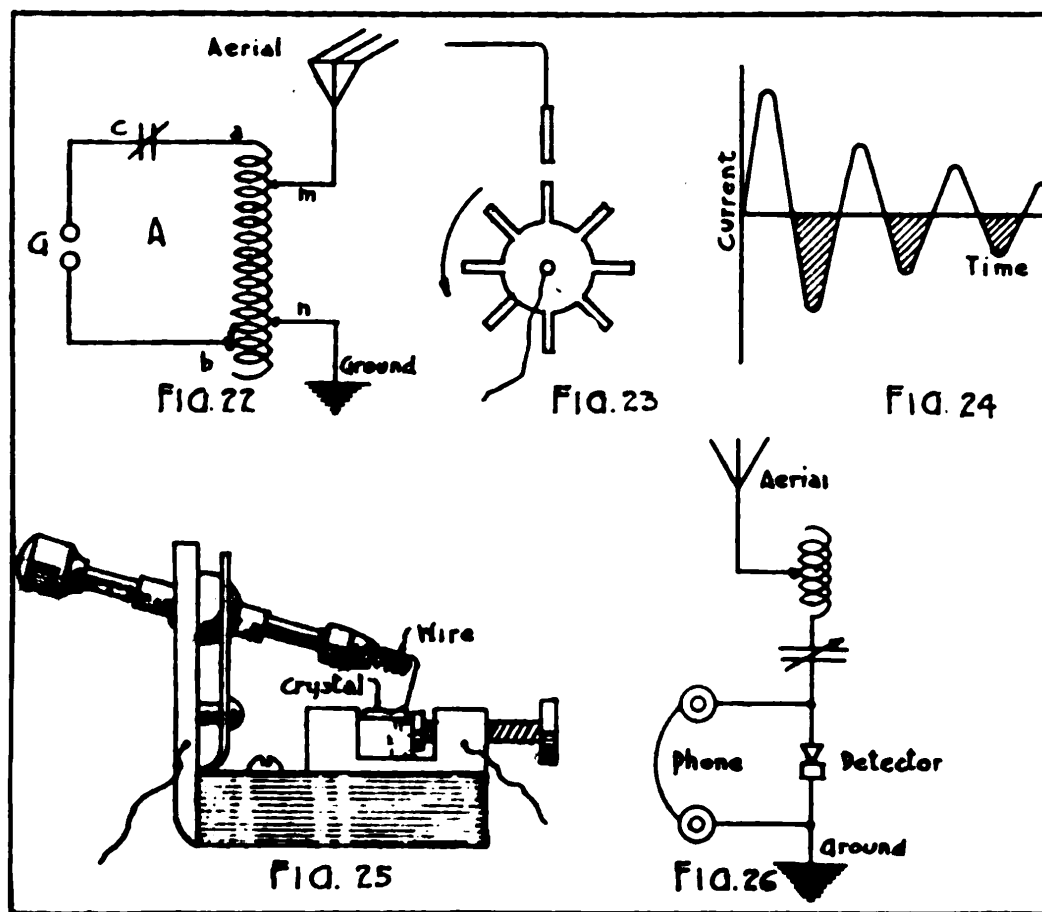 Aerial
C
a
m
G
A
n
b
Ground
FIG. 22
FIG. 23
Current
Time
FIG. 24
Wire
Crystal
FIG. 25
Aerial
Phone
Detector
Ground
FIG. 26